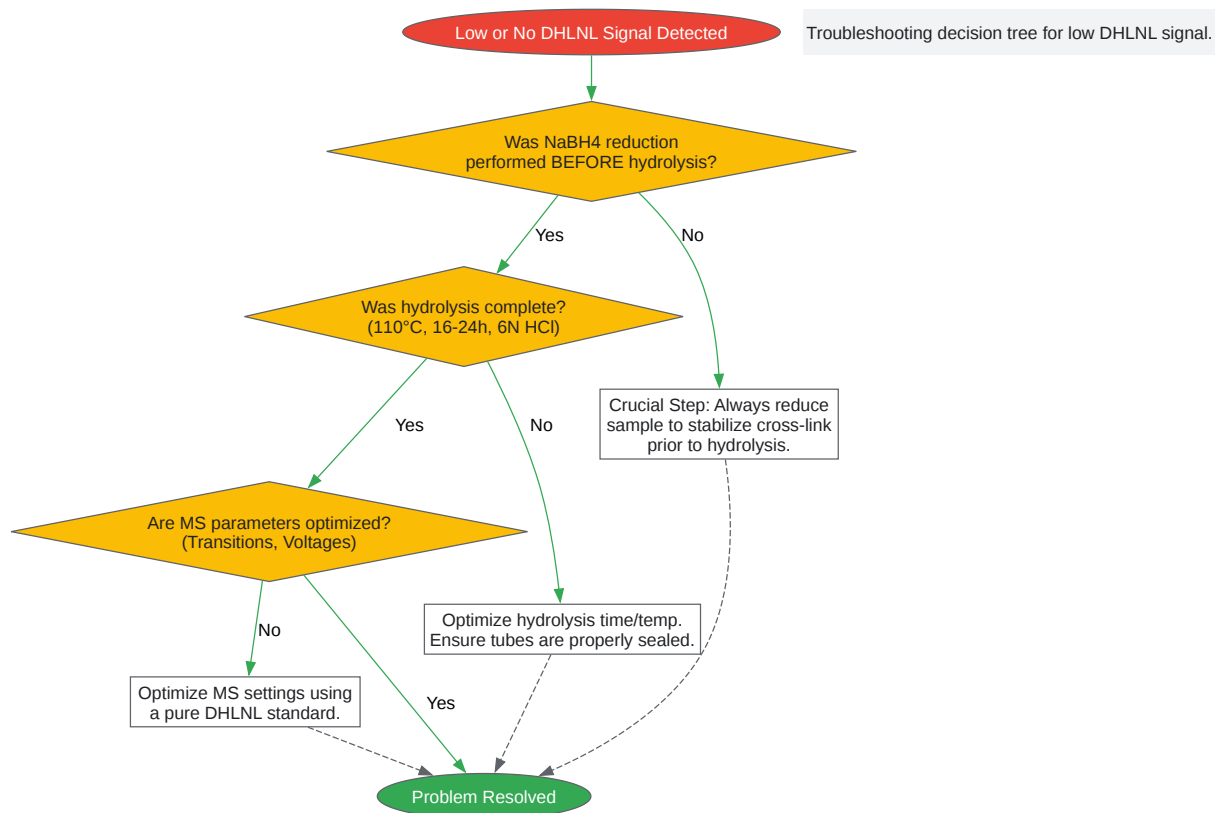 Low or No DHLNL Signal Detected
Troubleshooting decision tree for low DHLNL signal.
Was NaBH4 reduction
performed BEFORE hydrolysis?
Yes
No
Was hydrolysis complete?
(110°C, 16-24h, 6N HCl)
Crucial Step: Always reduce
sample to stabilize cross-link
prior to hydrolysis.
Yes
No
Are MS parameters optimized?
(Transitions, Voltages)
Optimize hydrolysis time/temp.
Ensure tubes are properly sealed.
No
Yes
Optimize MS settings using
a pure DHLNL standard.
Problem Resolved